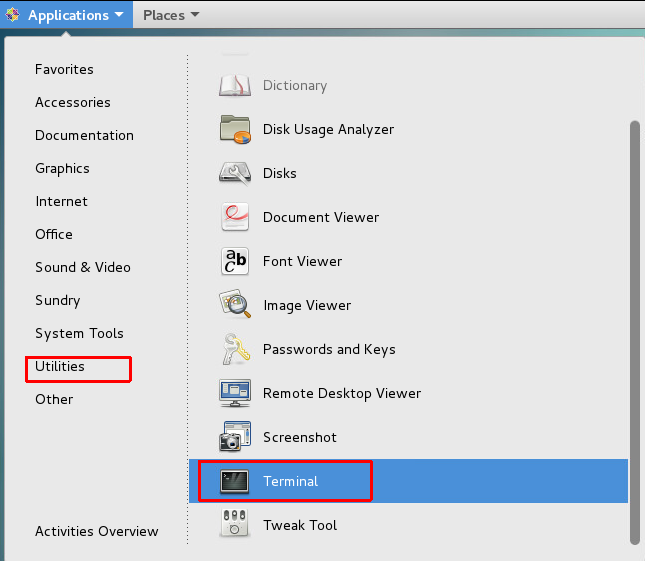 Applications Places
Favorites
Accessories
Documentation
Graphics
Internet
Office
Sound & Video
Sundry
System Tools
Utilities
Other
Activities Overview
Dictionary
Disk Usage Analyzer
Disks
Document Viewer
Font Viewer
Image Viewer
Passwords and Keys
Remote Desktop Viewer
Screenshot
Terminal
Tweak Tool